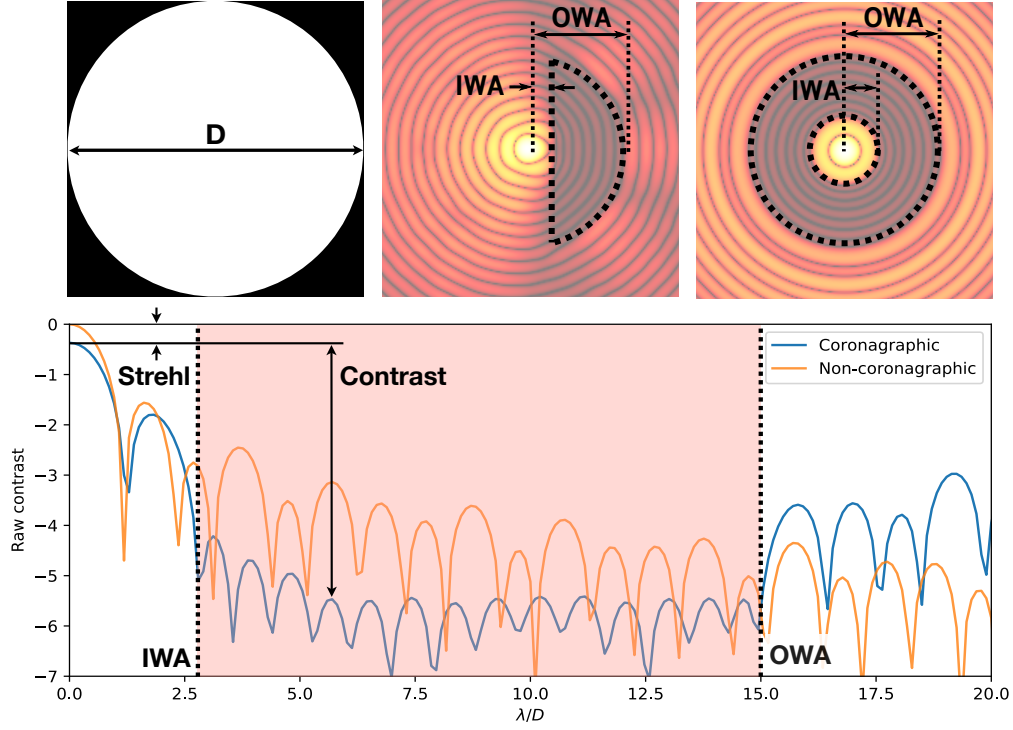 D
OWA
IWA
OWA
IWA
0
−1
−2
−3
−4
−5
−6
−7
Raw contrast
Strehl
Contrast
Coronagraphic
Non-coronagraphic
IWA
OWA
0.0 2.5 5.0 7.5 10.0 12.5 15.0 17.5 20.0
λ/D